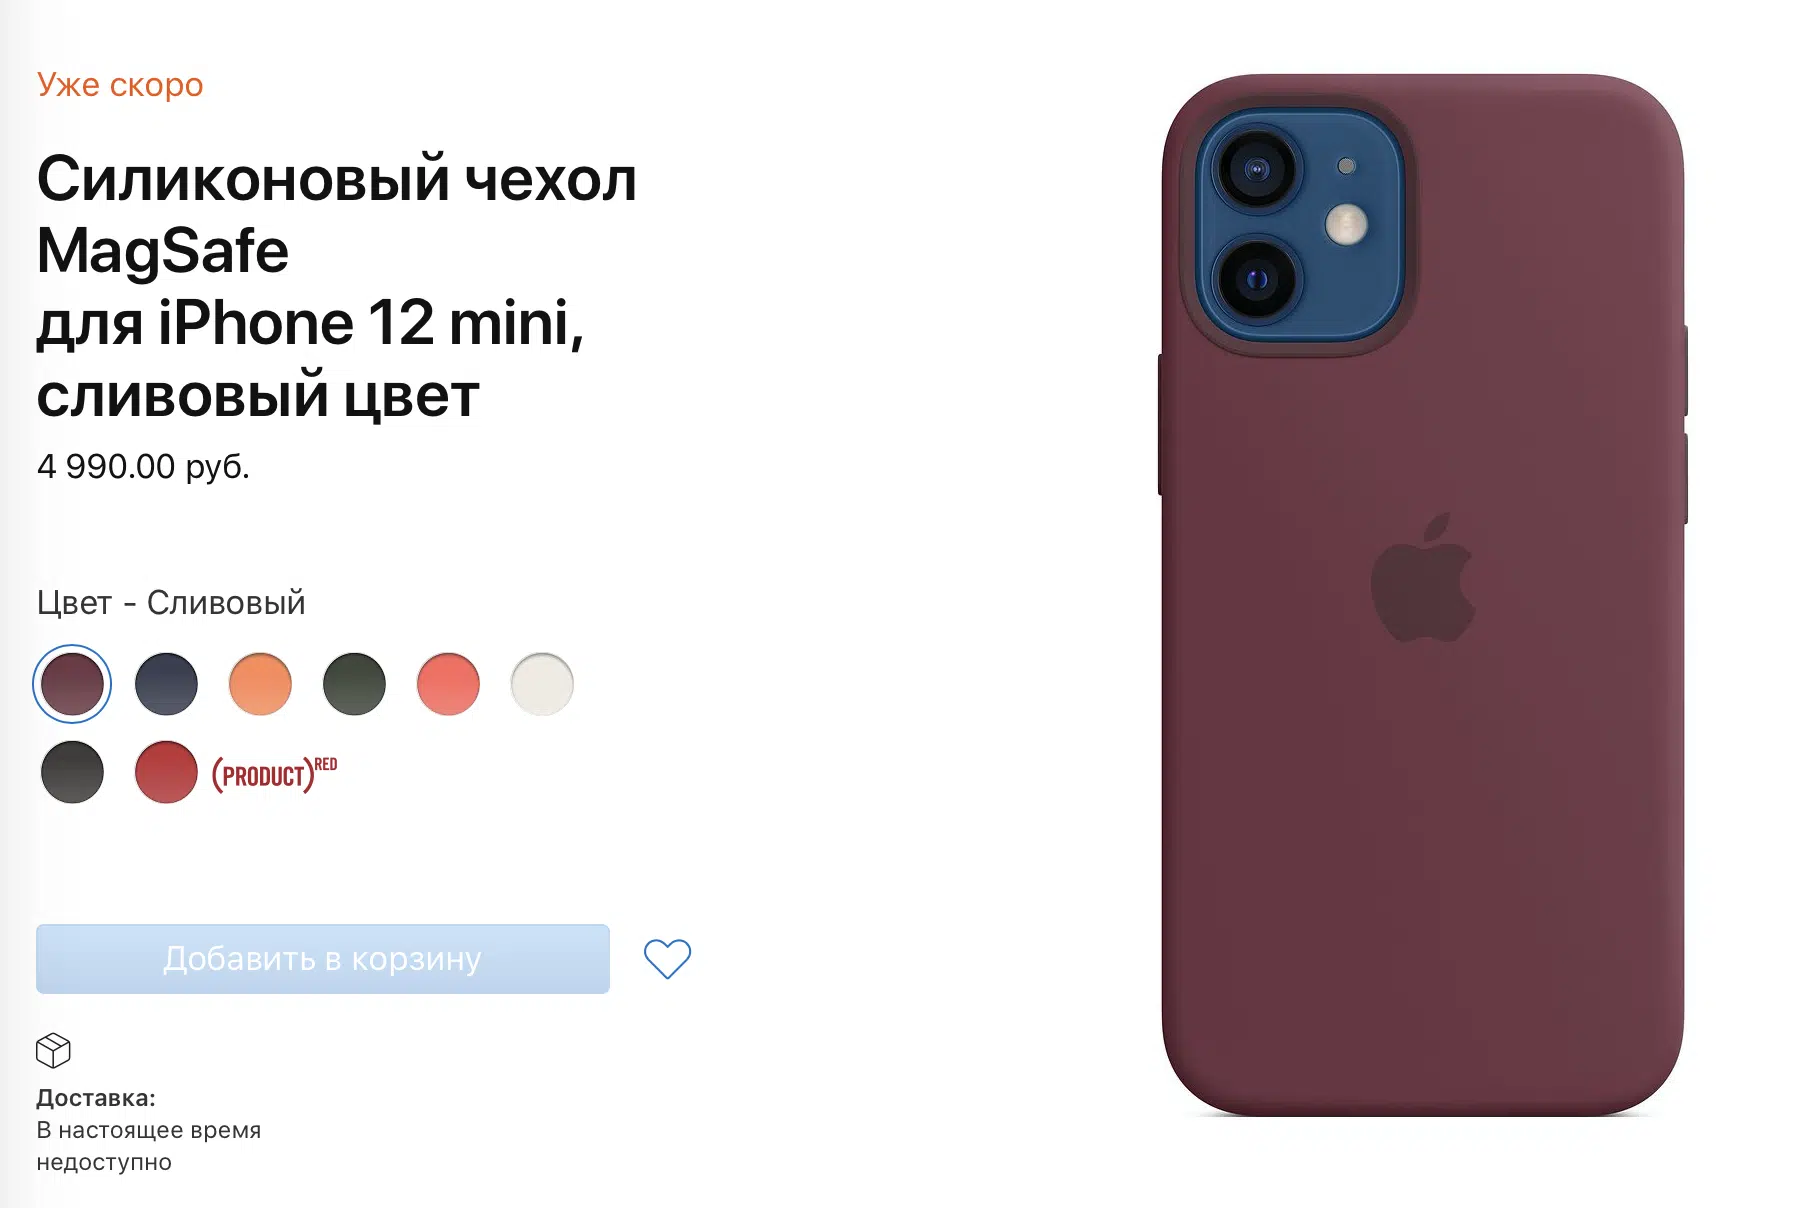 Уже скоро
Силиконовый чехол
MagSafe
для iPhone 12 mini,
сливовый цвет
4 990.00 руб.
Цвет - Сливовый
(PRODUCT)RED
Добавить в корзину
Доставка:
В настоящее время
недоступно